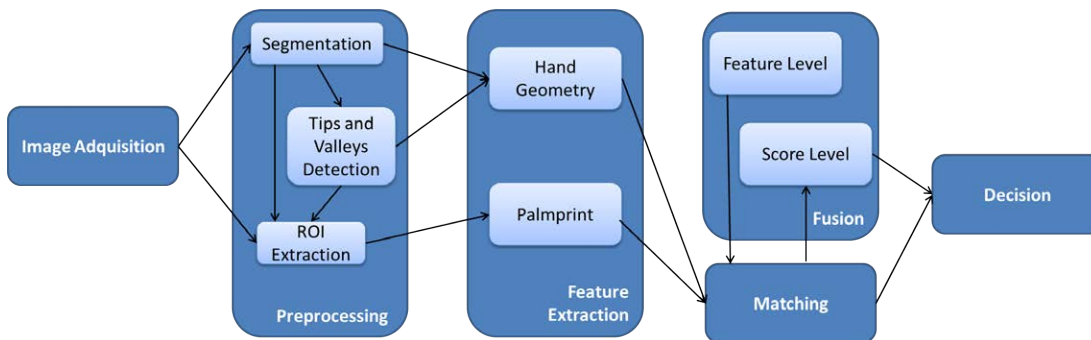 Image Adquisition
Segmentation
Tips and
Valleys
Detection
ROI
Extraction
Preprocessing
Hand
Geometry
Palmprint
Feature
Extraction
Feature Level
Score Level
Fusion
Matching
Decision